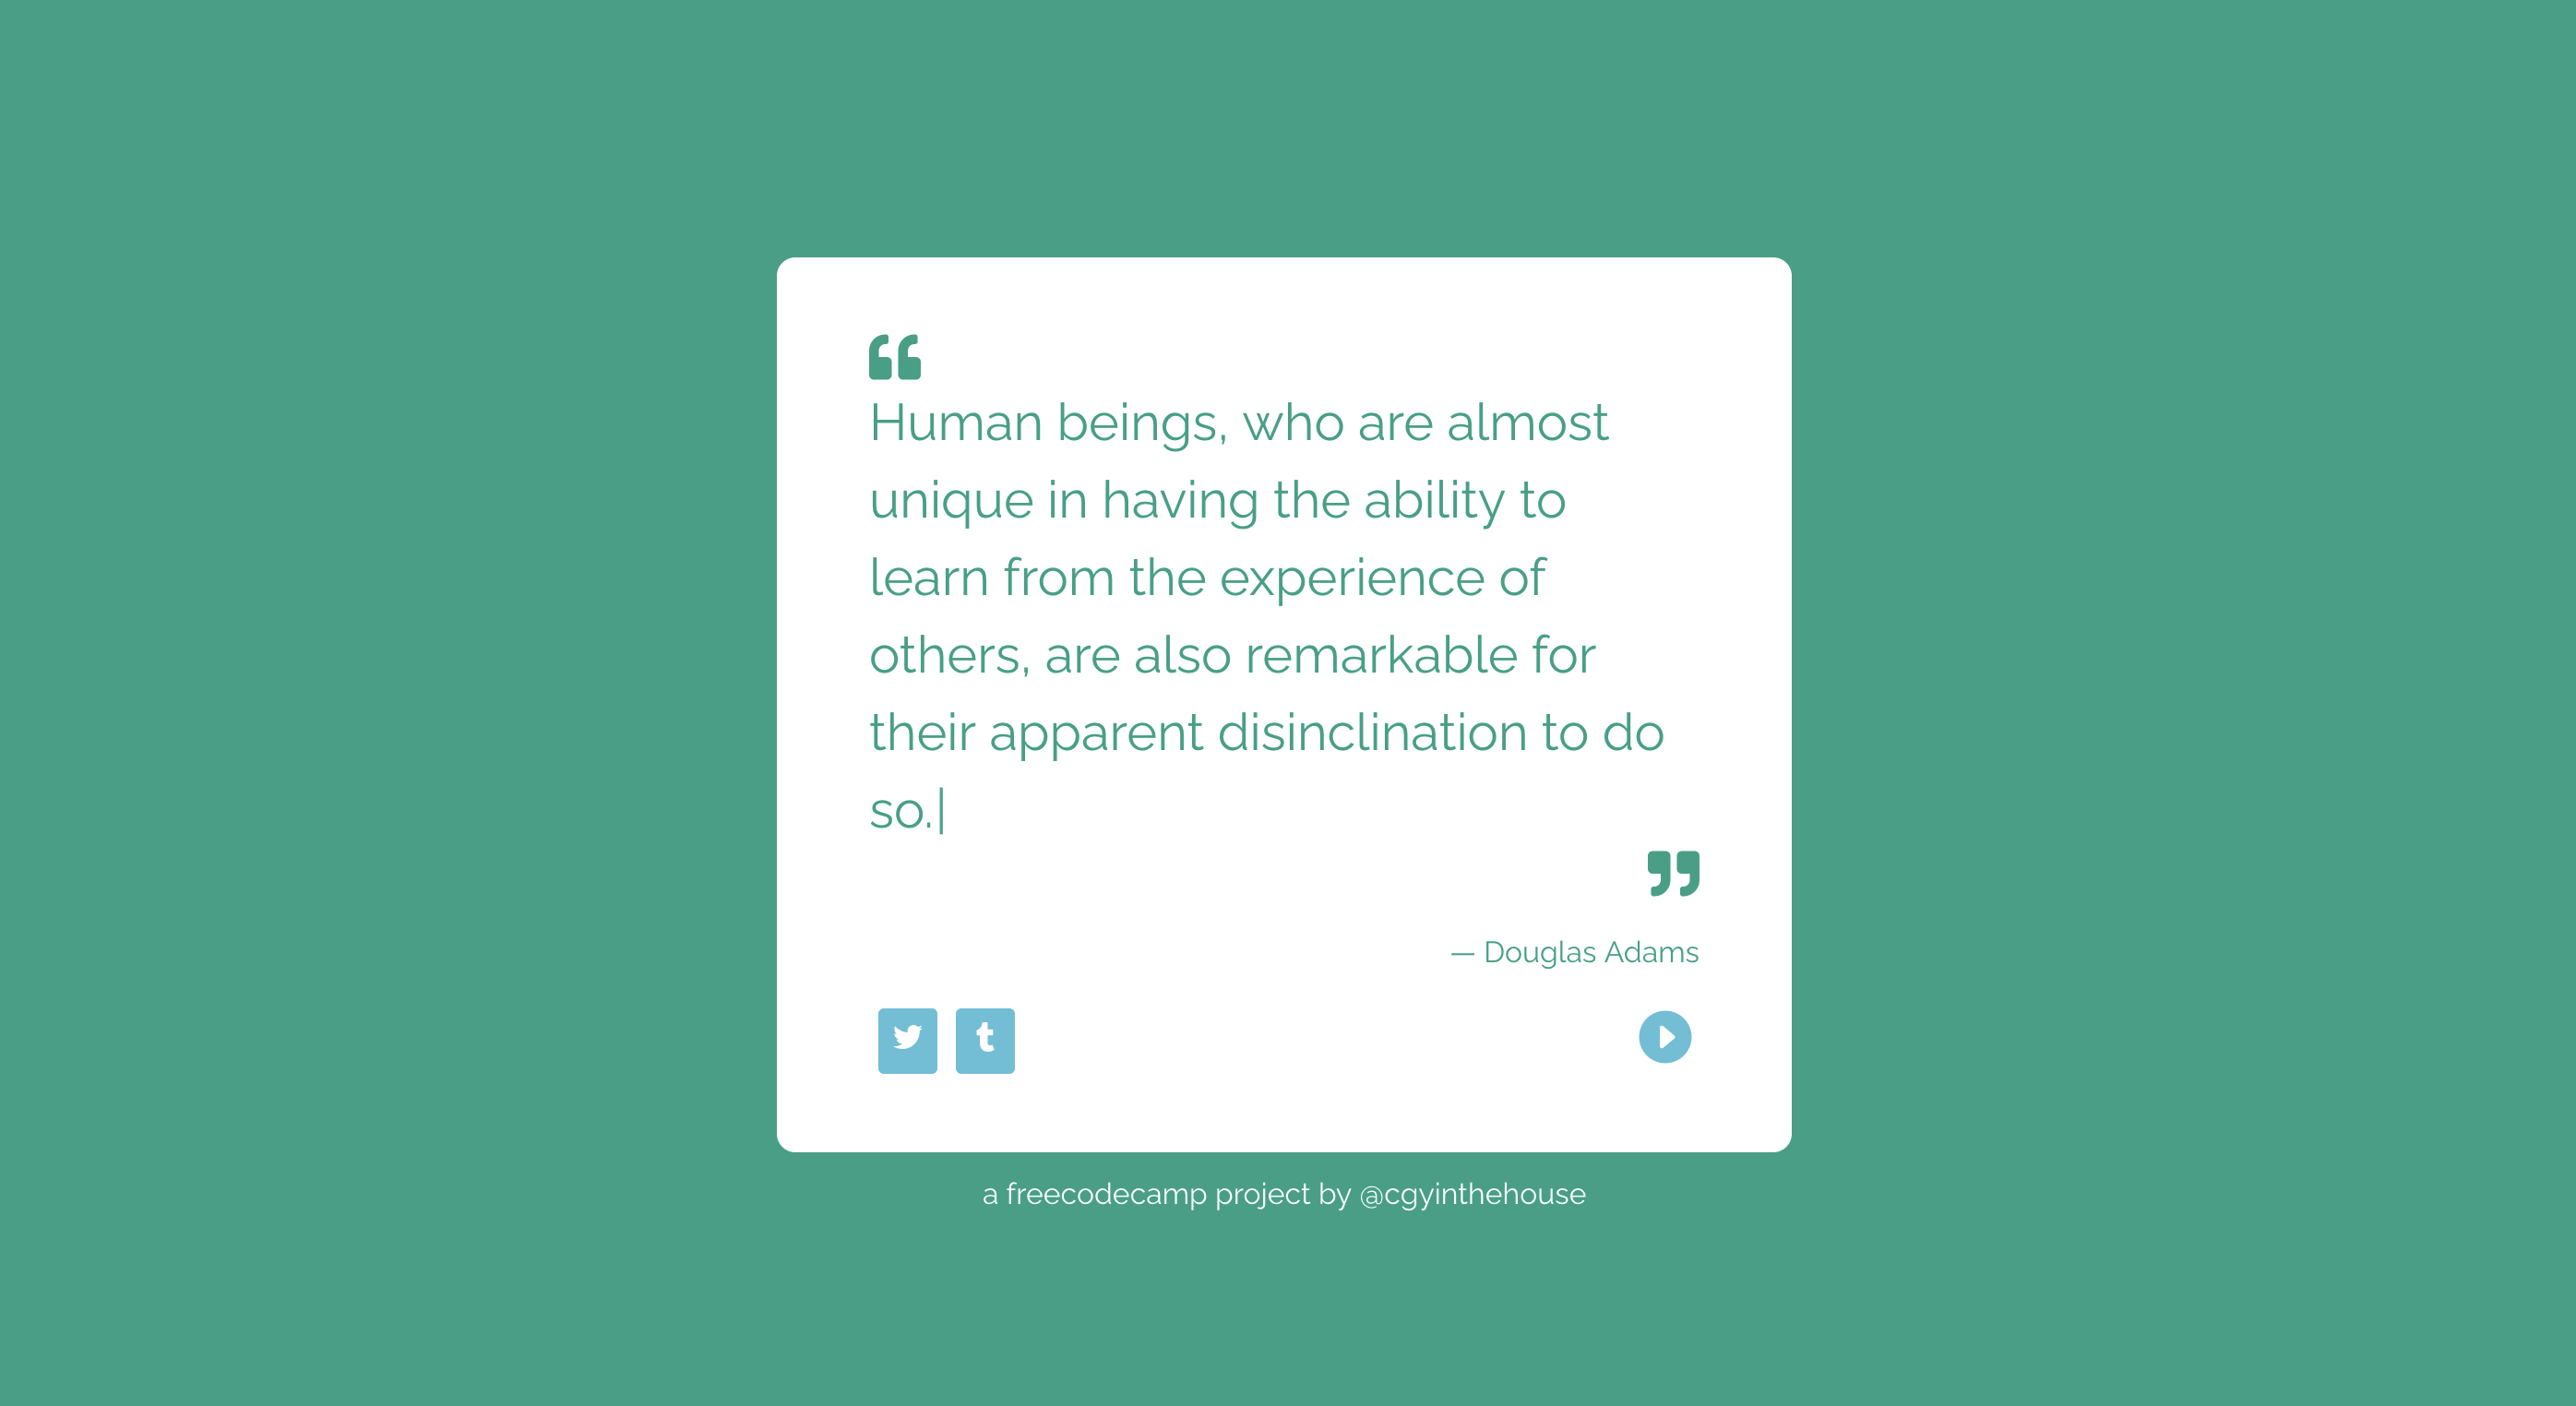 “
Human beings, who are almost
unique in having the ability to
learn from the experience of
others, are also remarkable for
their apparent disinclination to do
so.|
”
— Douglas Adams
a freecodecamp project by @cgyinthehouse